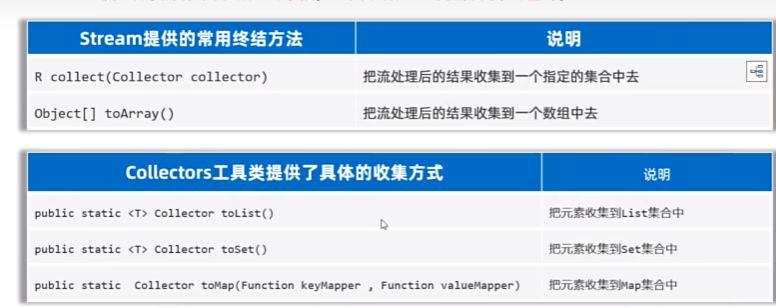 Stream提供的常用终结方法 说明
R collect(Collector collector) 把流处理后的结果收集到一个指定的集合中去
Object[] toArray() 把流处理后的结果收集到一个数组中去
Collectors工具类提供了具体的收集方式 说明
public static <T> Collector toList() 把元素收集到List集合中
public static <T> Collector toSet() 把元素收集到Set集合中
public static  Collector toMap(Function keyMapper , Function valueMapper) 把元素收集到Map集合中